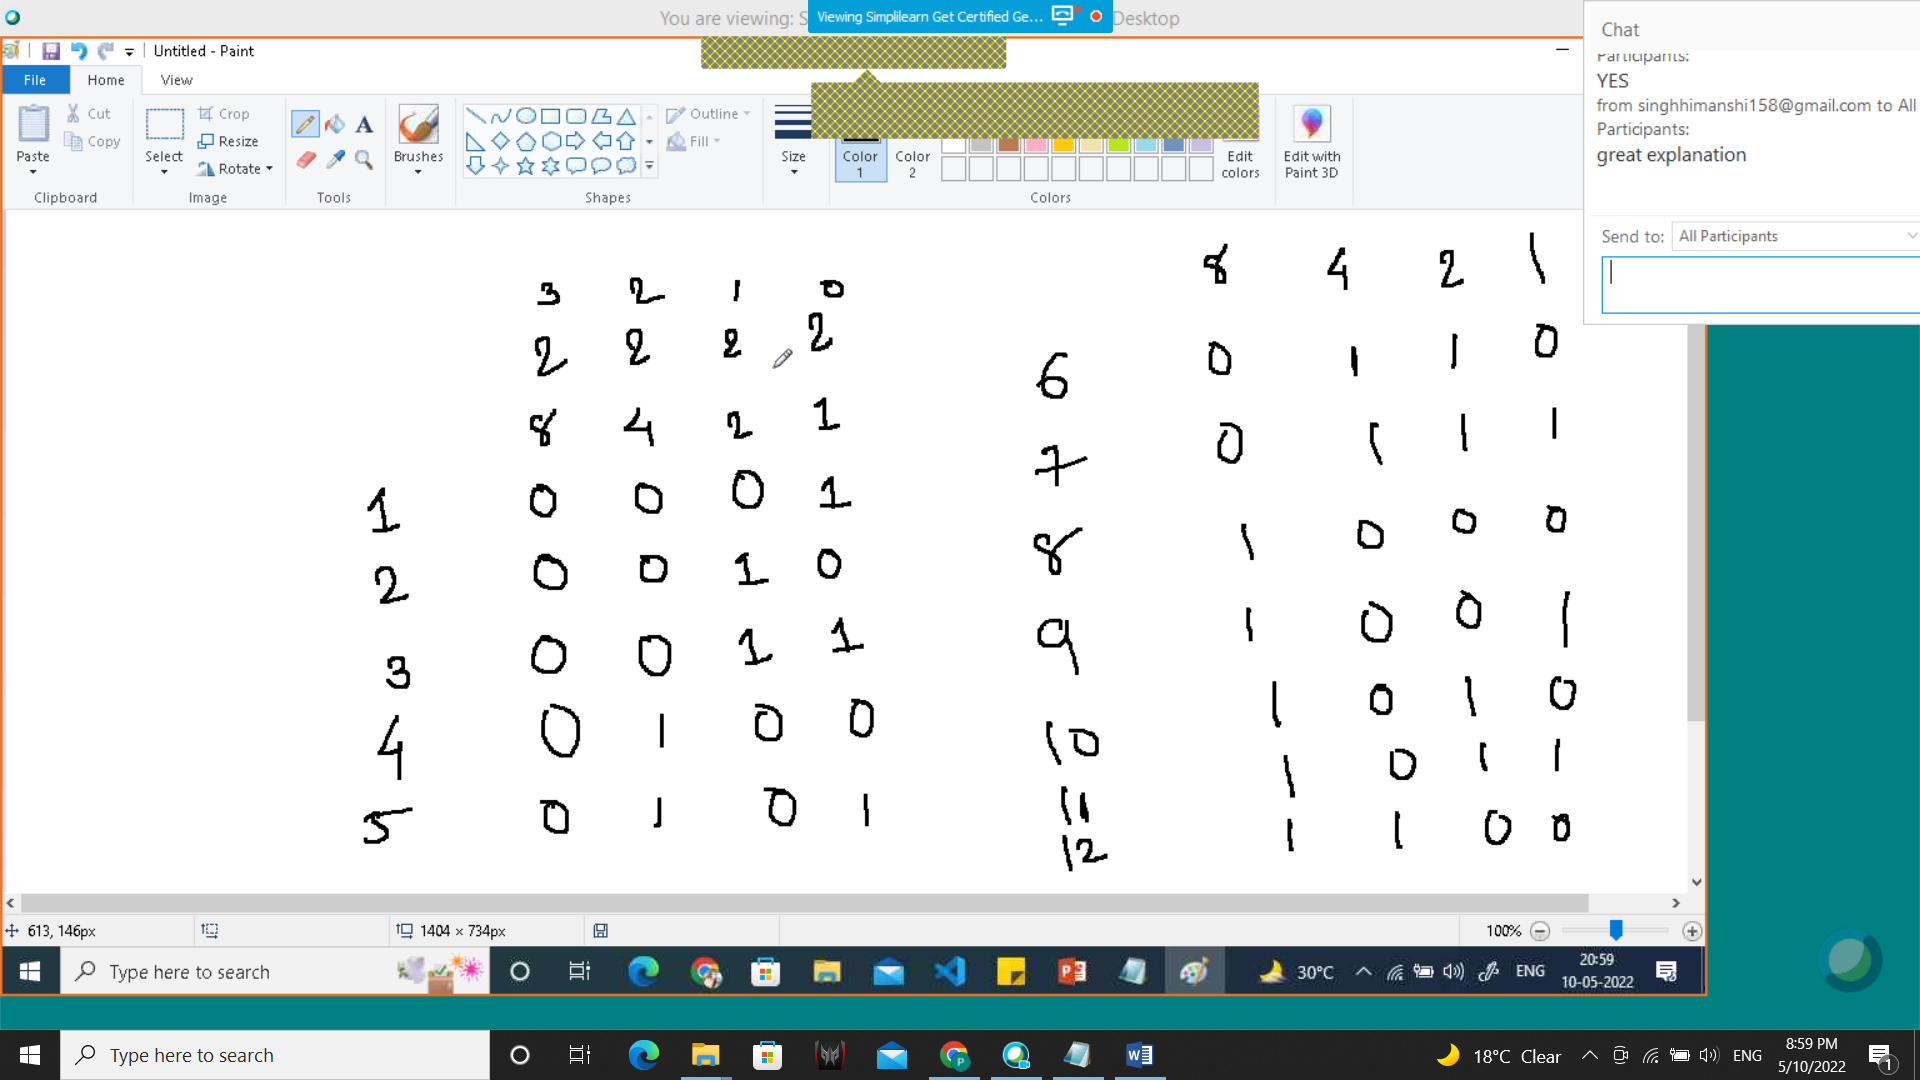 You are viewing: S
Viewing Simplilearn Get Certified Ge...
Desktop
Untitled - Paint
File
Home
View
Cut
Copy
Paste
Clipboard
Crop
Resize
Rotate
Select
Image
Tools
Brushes
Shapes
Outline
Fill
Size
Color 1
Color 2
Colors
Edit colors
Edit with Paint 3D
Chat
Participants:
YES
from singhhimanshi158@gmail.com to All
Participants:
great explanation
Send to:
All Participants
3 2 1 0
2 2 2 2
8 4 2 1
1 0 0 0 1
2 0 0 1 0
3 0 0 1 1
4 0 1 0 0
5 0 1 0 1
8 4 2 1
6 0 1 1 0
7 0 1 1 1
8 1 0 0 0
9 1 0 0 1
10 1 0 1 0
11 1 0 1 1
12 1 1 0 0
613, 146px
1404 × 734px
100%
Type here to search
30°C
ENG
20:59
10-05-2022
Type here to search
18°C Clear
ENG
8:59 PM
5/10/2022
1